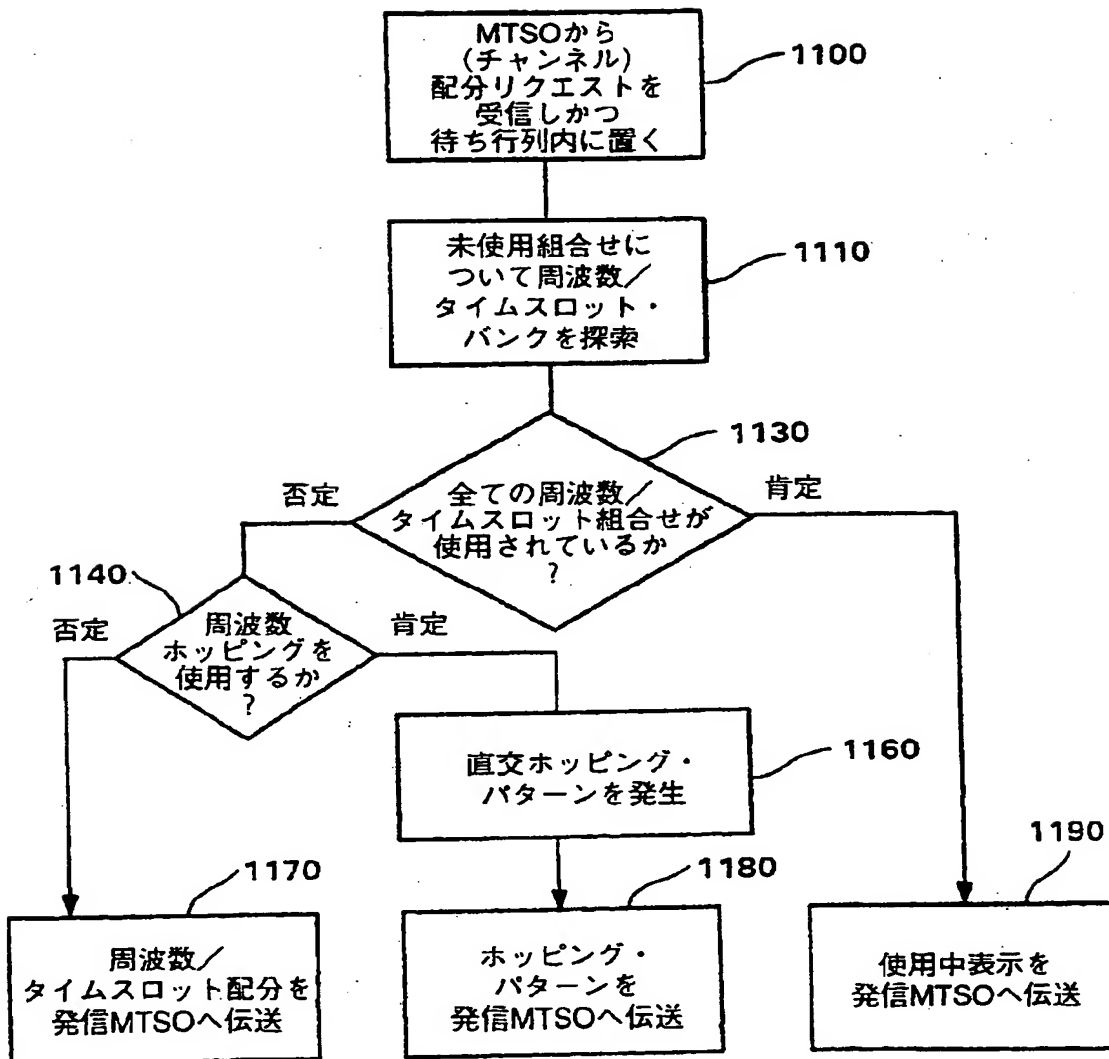 MTSOから
(チャンネル)
配分リクエストを
受信しかつ
待ち行列内に置く
1100
未使用組合せに
ついて周波数／
タイムスロット・
バンクを探索
1110
1130
否定
全ての周波数／
タイムスロット組合せが
使用されているか
?
肯定
1140
否定
周波数
ホッピングを
使用するか
?
肯定
直交ホッピング・
パターンを発生
1160
1170
周波数／
タイムスロット配分を
発信MTSOへ伝送
1180
ホッピング・
パターンを
発信MTSOへ伝送
1190
使用中表示を
発信MTSOへ伝送